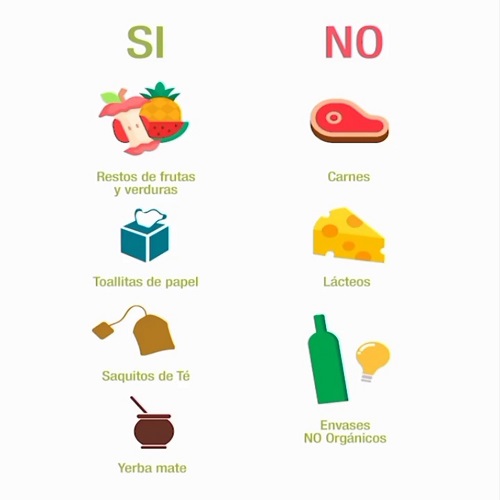 SI
Restos de frutas
y verduras
Toallitas de papel
Saquitos de Té
Yerba mate
NO
Carnes
Lácteos
Envases
NO Orgánicos